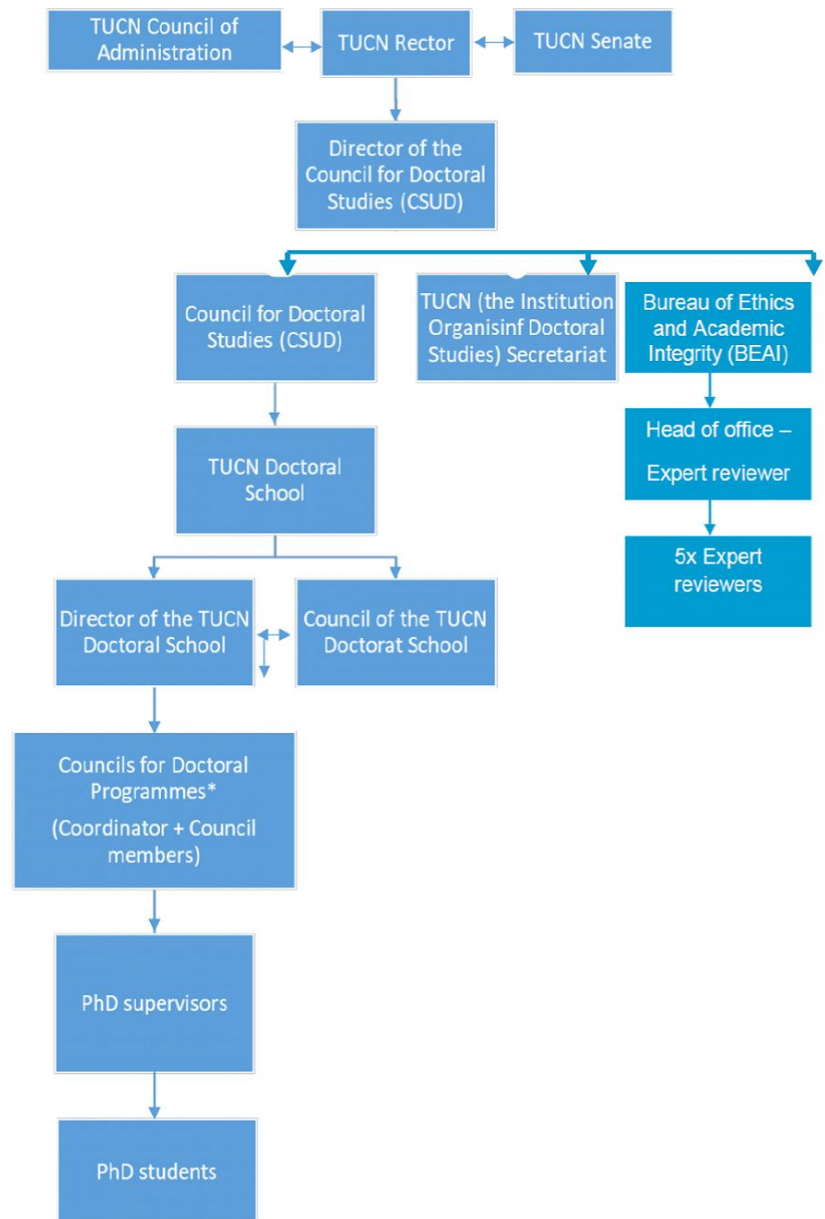 TUCN Council of
Administration
TUCN Rector
TUCN Senate
Director of the
Council for Doctoral
Studies (CSUD)
Council for Doctoral
Studies (CSUD)
TUCN (the Institution
Organisinf Doctoral
Studies) Secretariat
Bureau of Ethics
and Academic
Integrity (BEAI)
Head of office –
Expert reviewer
TUCN Doctoral
School
5x Expert
reviewers
Director of the TUCN
Doctoral School
Council of the TUCN
Doctorat School
Councils for Doctoral
Programmes*
(Coordinator + Council
members)
PhD supervisors
PhD students